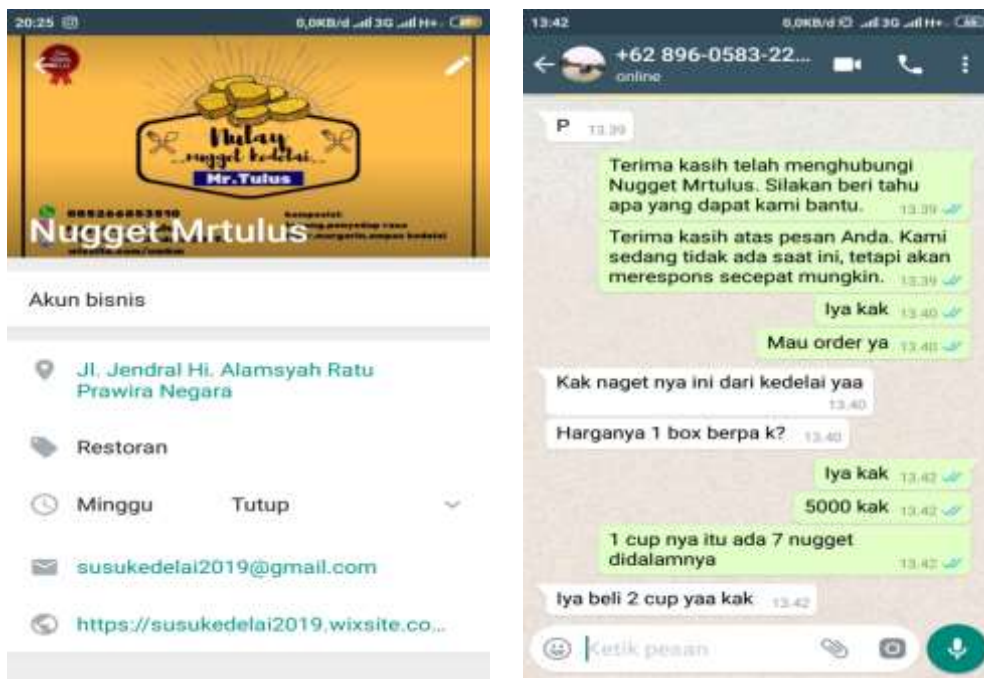 20:25
0,0KB/d 3G H+
Nulay
..nugget kedelai..
Mr.Tulus
Nugget Mrtulus
Akun bisnis
Jl. Jendral Hi. Alamsyah Ratu
Prawira Negara
Restoran
Minggu Tutup
susukedelai2019@gmail.com
https://susukedelai2019.wixsite.co...
13:42
0,0KB/d 3G H+
+62 896-0583-22...
online
P 13.39
Terima kasih telah menghubungi
Nugget Mrtulus. Silakan beri tahu
apa yang dapat kami bantu. 13.39
Terima kasih atas pesan Anda. Kami
sedang tidak ada saat ini, tetapi akan
merespons secepat mungkin. 13.39
Iya kak 13.40
Mau order ya 13.40
Kak naget nya ini dari kedelai yaa
13.40
Harganya 1 box berpa k? 13.40
Iya kak 13.42
5000 kak 13.42
1 cup nya itu ada 7 nugget
didalamnya 13.42
Iya beli 2 cup yaa kak 13.42
Ketik pesan